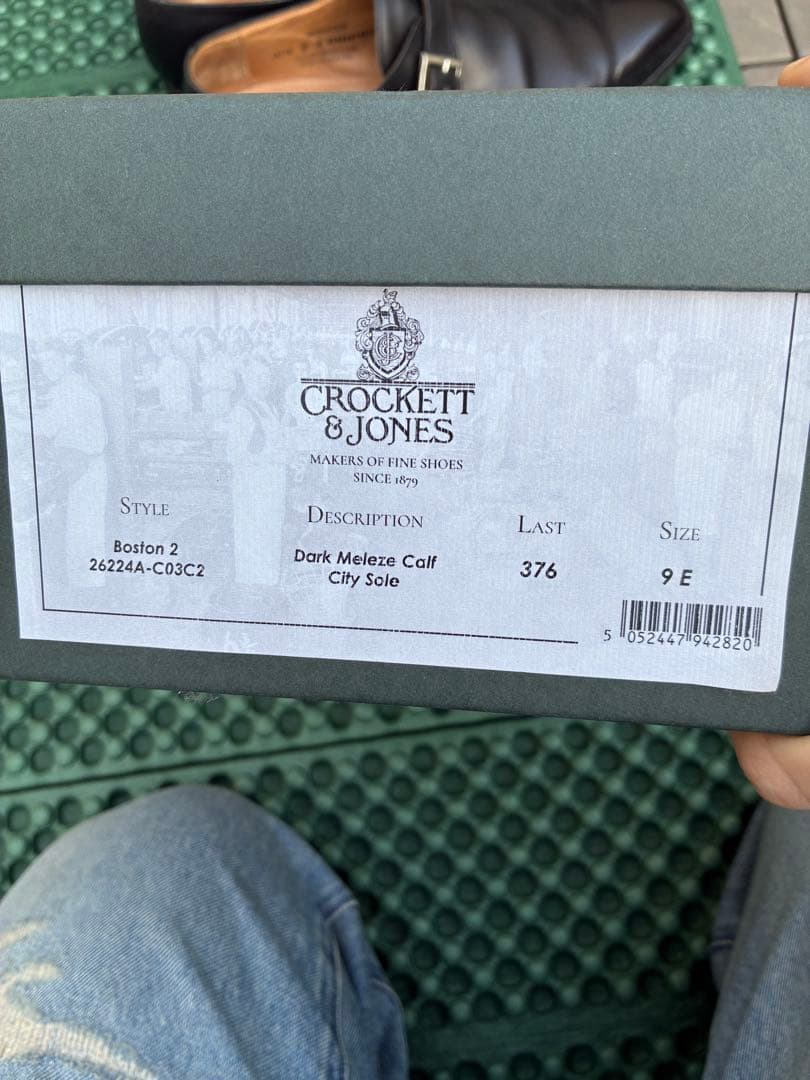 CROCKETT
& JONES
MAKERS OF FINE SHOES
SINCE 1879
STYLE
Boston 2
26224A-C03C2
DESCRIPTION
Dark Meleze Calf
City Sole
LAST
376
SIZE
9 E
5 052447 942820